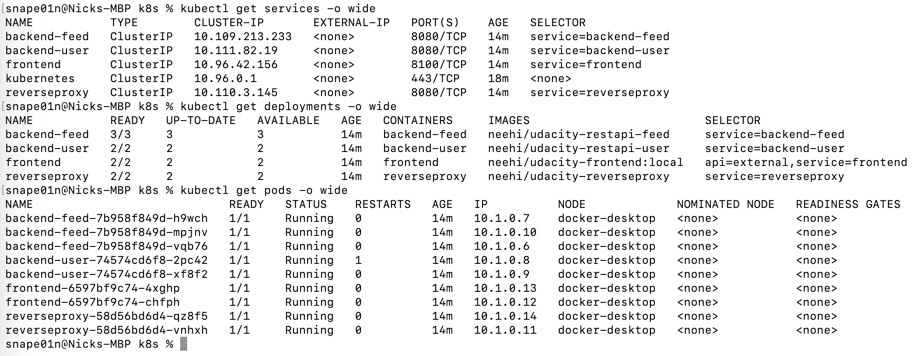 [snape01n@Nicks-MBP k8s % kubectl get services -o wide
NAME TYPE CLUSTER-IP EXTERNAL-IP PORT(S) AGE SELECTOR
backend-feed ClusterIP 10.109.213.233 <none> 8080/TCP 14m service=backend-feed
backend-user ClusterIP 10.111.82.19 <none> 8080/TCP 14m service=backend-user
frontend ClusterIP 10.96.42.156 <none> 8100/TCP 14m service=frontend
kubernetes ClusterIP 10.96.0.1 <none> 443/TCP 18m <none>
reverseproxy ClusterIP 10.110.3.145 <none> 8080/TCP 14m service=reverseproxy
[snape01n@Nicks-MBP k8s % kubectl get deployments -o wide
NAME READY UP-TO-DATE AVAILABLE AGE CONTAINERS IMAGES SELECTOR
backend-feed 3/3 3 3 14m backend-feed neehi/udacity-restapi-feed service=backend-feed
backend-user 2/2 2 2 14m backend-user neehi/udacity-restapi-user service=backend-user
frontend 2/2 2 2 14m frontend neehi/udacity-frontend:local api=external,service=frontend
reverseproxy 2/2 2 2 14m reverseproxy neehi/udacity-reverseproxy service=reverseproxy
[snape01n@Nicks-MBP k8s % kubectl get pods -o wide
NAME READY STATUS RESTARTS AGE IP NODE NOMINATED NODE READINESS GATES
backend-feed-7b958f849d-h9wch 1/1 Running 0 14m 10.1.0.7 docker-desktop <none> <none>
backend-feed-7b958f849d-mpjnv 1/1 Running 0 14m 10.1.0.10 docker-desktop <none> <none>
backend-feed-7b958f849d-vqb76 1/1 Running 0 14m 10.1.0.6 docker-desktop <none> <none>
backend-user-74574cd6f8-2pc42 1/1 Running 1 14m 10.1.0.8 docker-desktop <none> <none>
backend-user-74574cd6f8-xf8f2 1/1 Running 0 14m 10.1.0.9 docker-desktop <none> <none>
frontend-6597bf9c74-4xghp 1/1 Running 0 14m 10.1.0.13 docker-desktop <none> <none>
frontend-6597bf9c74-chfph 1/1 Running 0 14m 10.1.0.12 docker-desktop <none> <none>
reverseproxy-58d56bd6d4-qz8f5 1/1 Running 0 14m 10.1.0.14 docker-desktop <none> <none>
reverseproxy-58d56bd6d4-vnhxh 1/1 Running 0 14m 10.1.0.11 docker-desktop <none> <none>
snape01n@Nicks-MBP k8s %